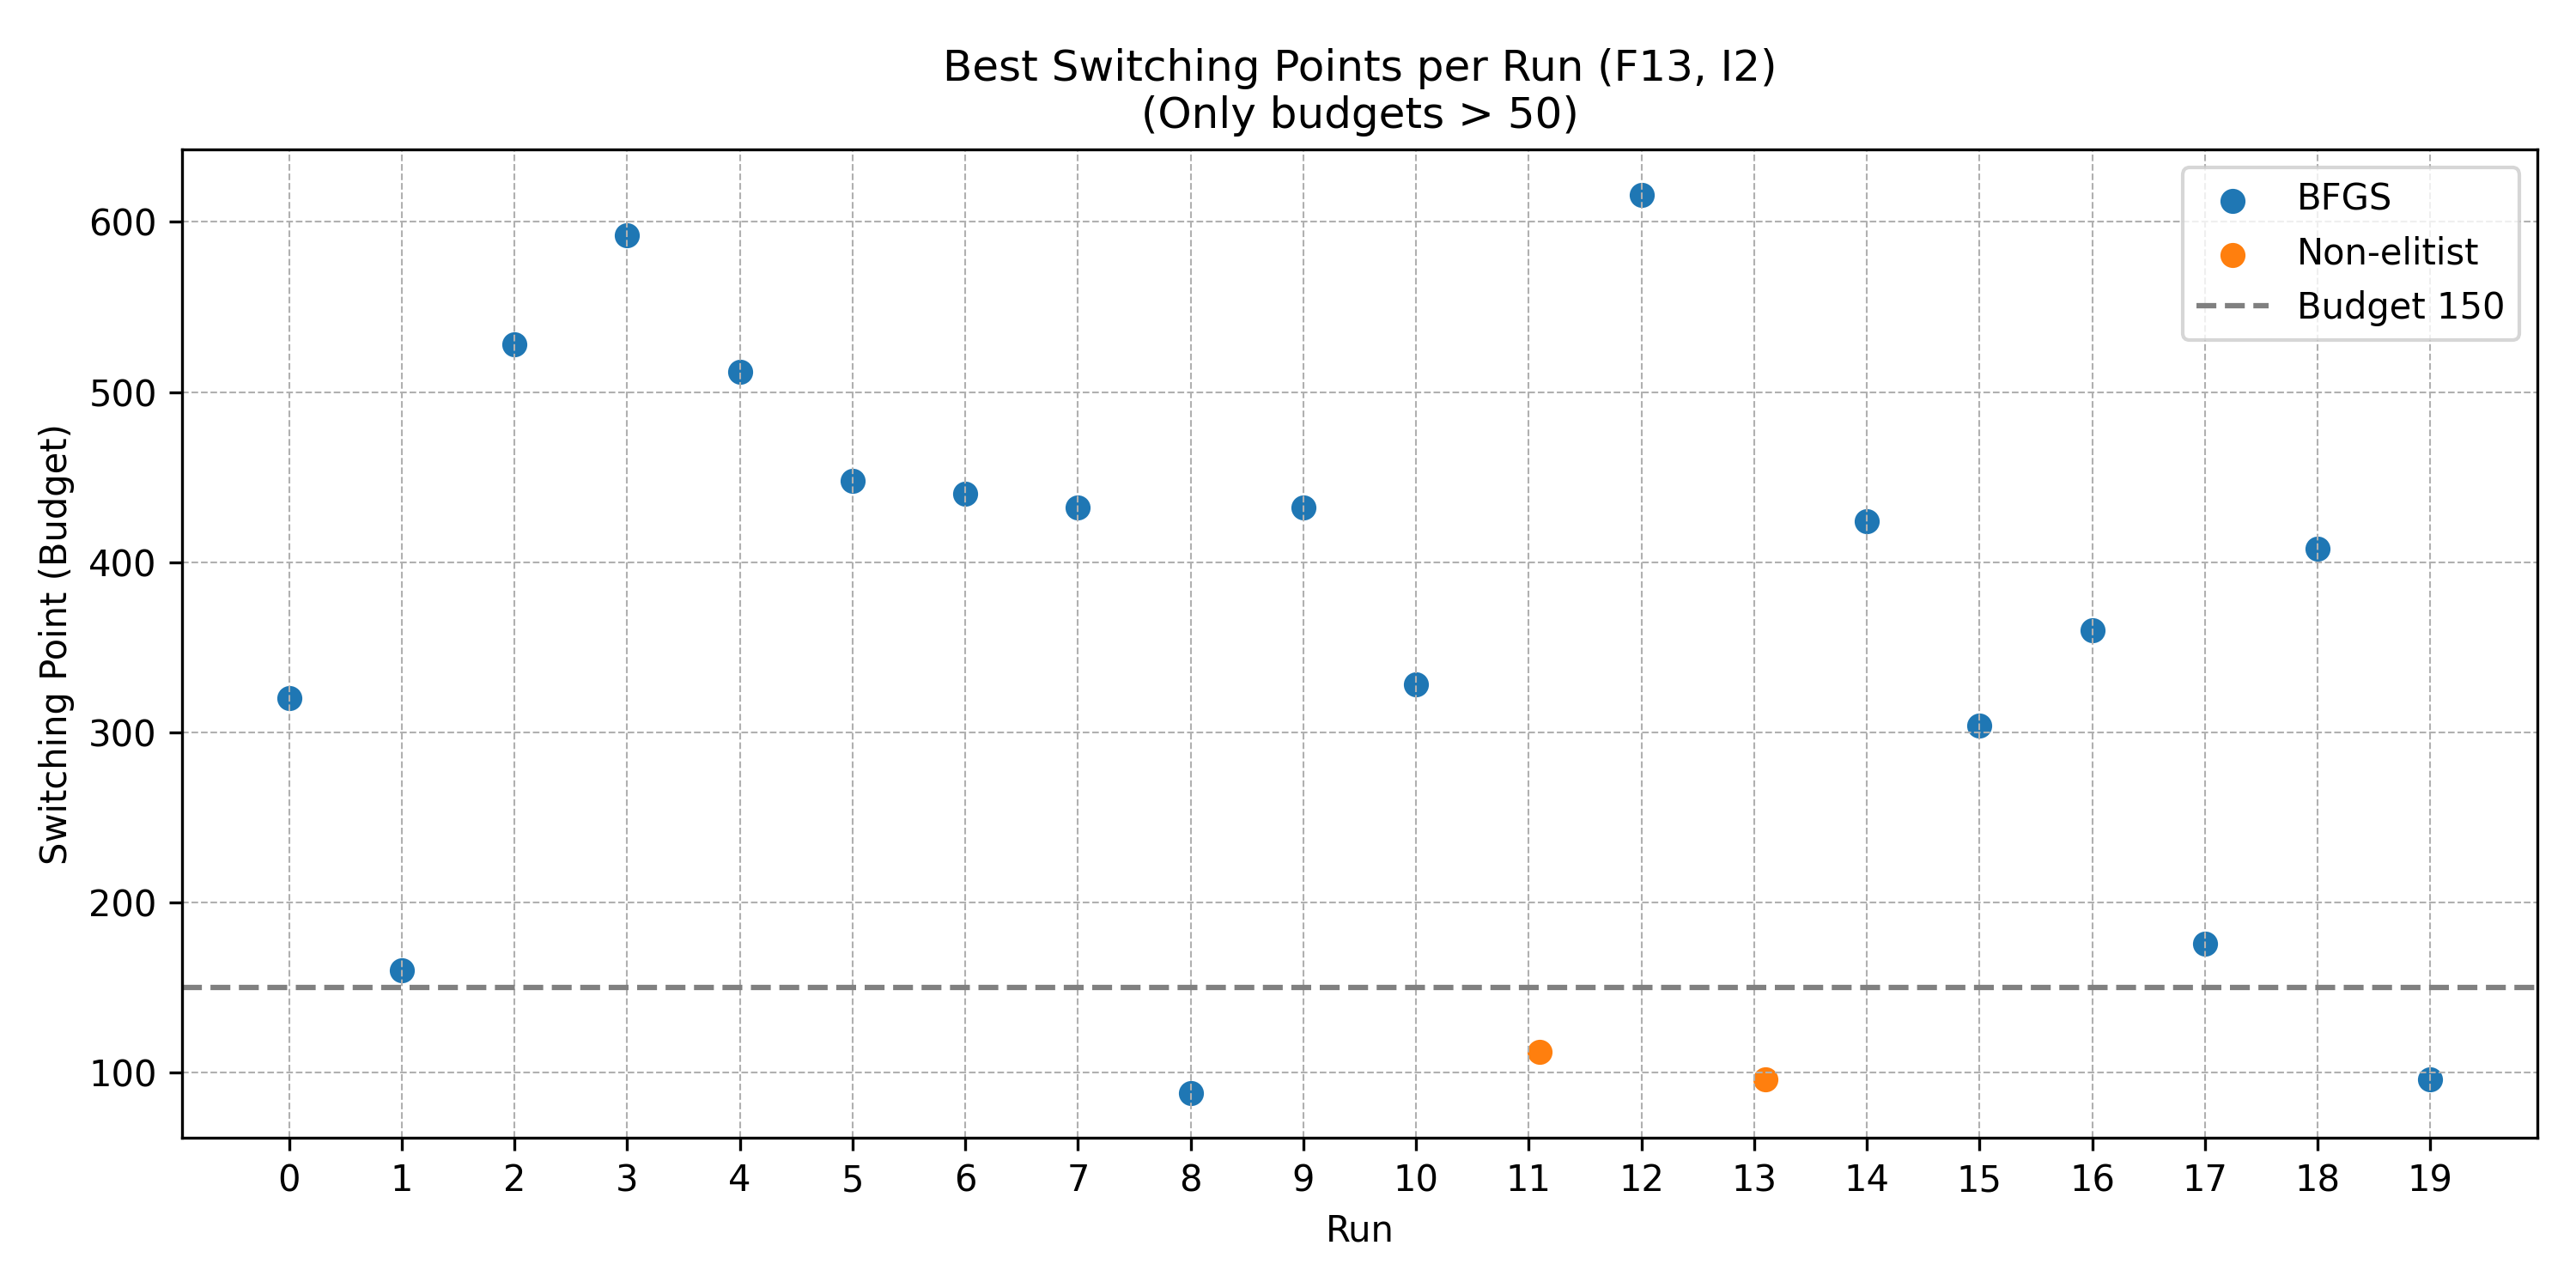 Best Switching Points per Run (F13, I2)
(Only budgets > 50)
BFGS
Non-elitist
Budget 150
Switching Point (Budget)
600
500
400
300
200
100
0 1 2 3 4 5 6 7 8 9 10 11 12 13 14 15 16 17 18 19
Run